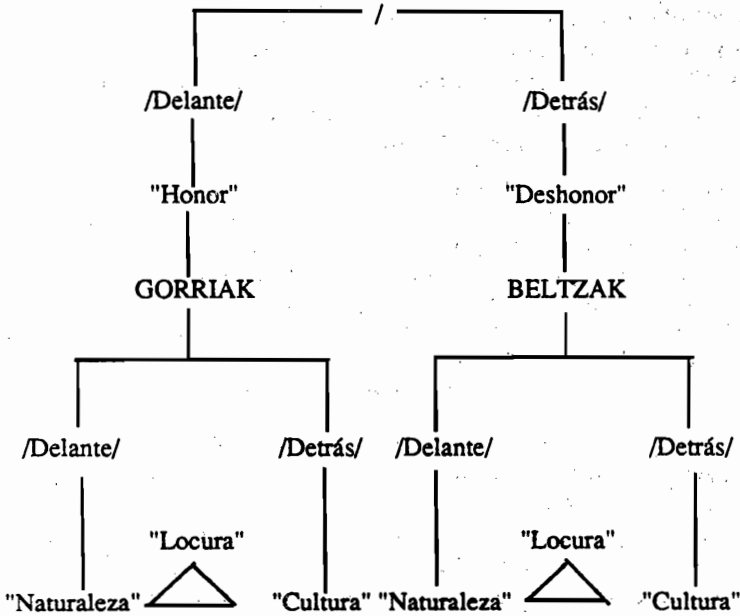 /
/Delante/ /Detrás/
"Honor" "Deshonor"
GORRIAK BELTZAK
/Delante/ /Detrás/ /Delante/ /Detrás/
"Locura" "Locura"
"Naturaleza" "Cultura" "Naturaleza" "Cultura"